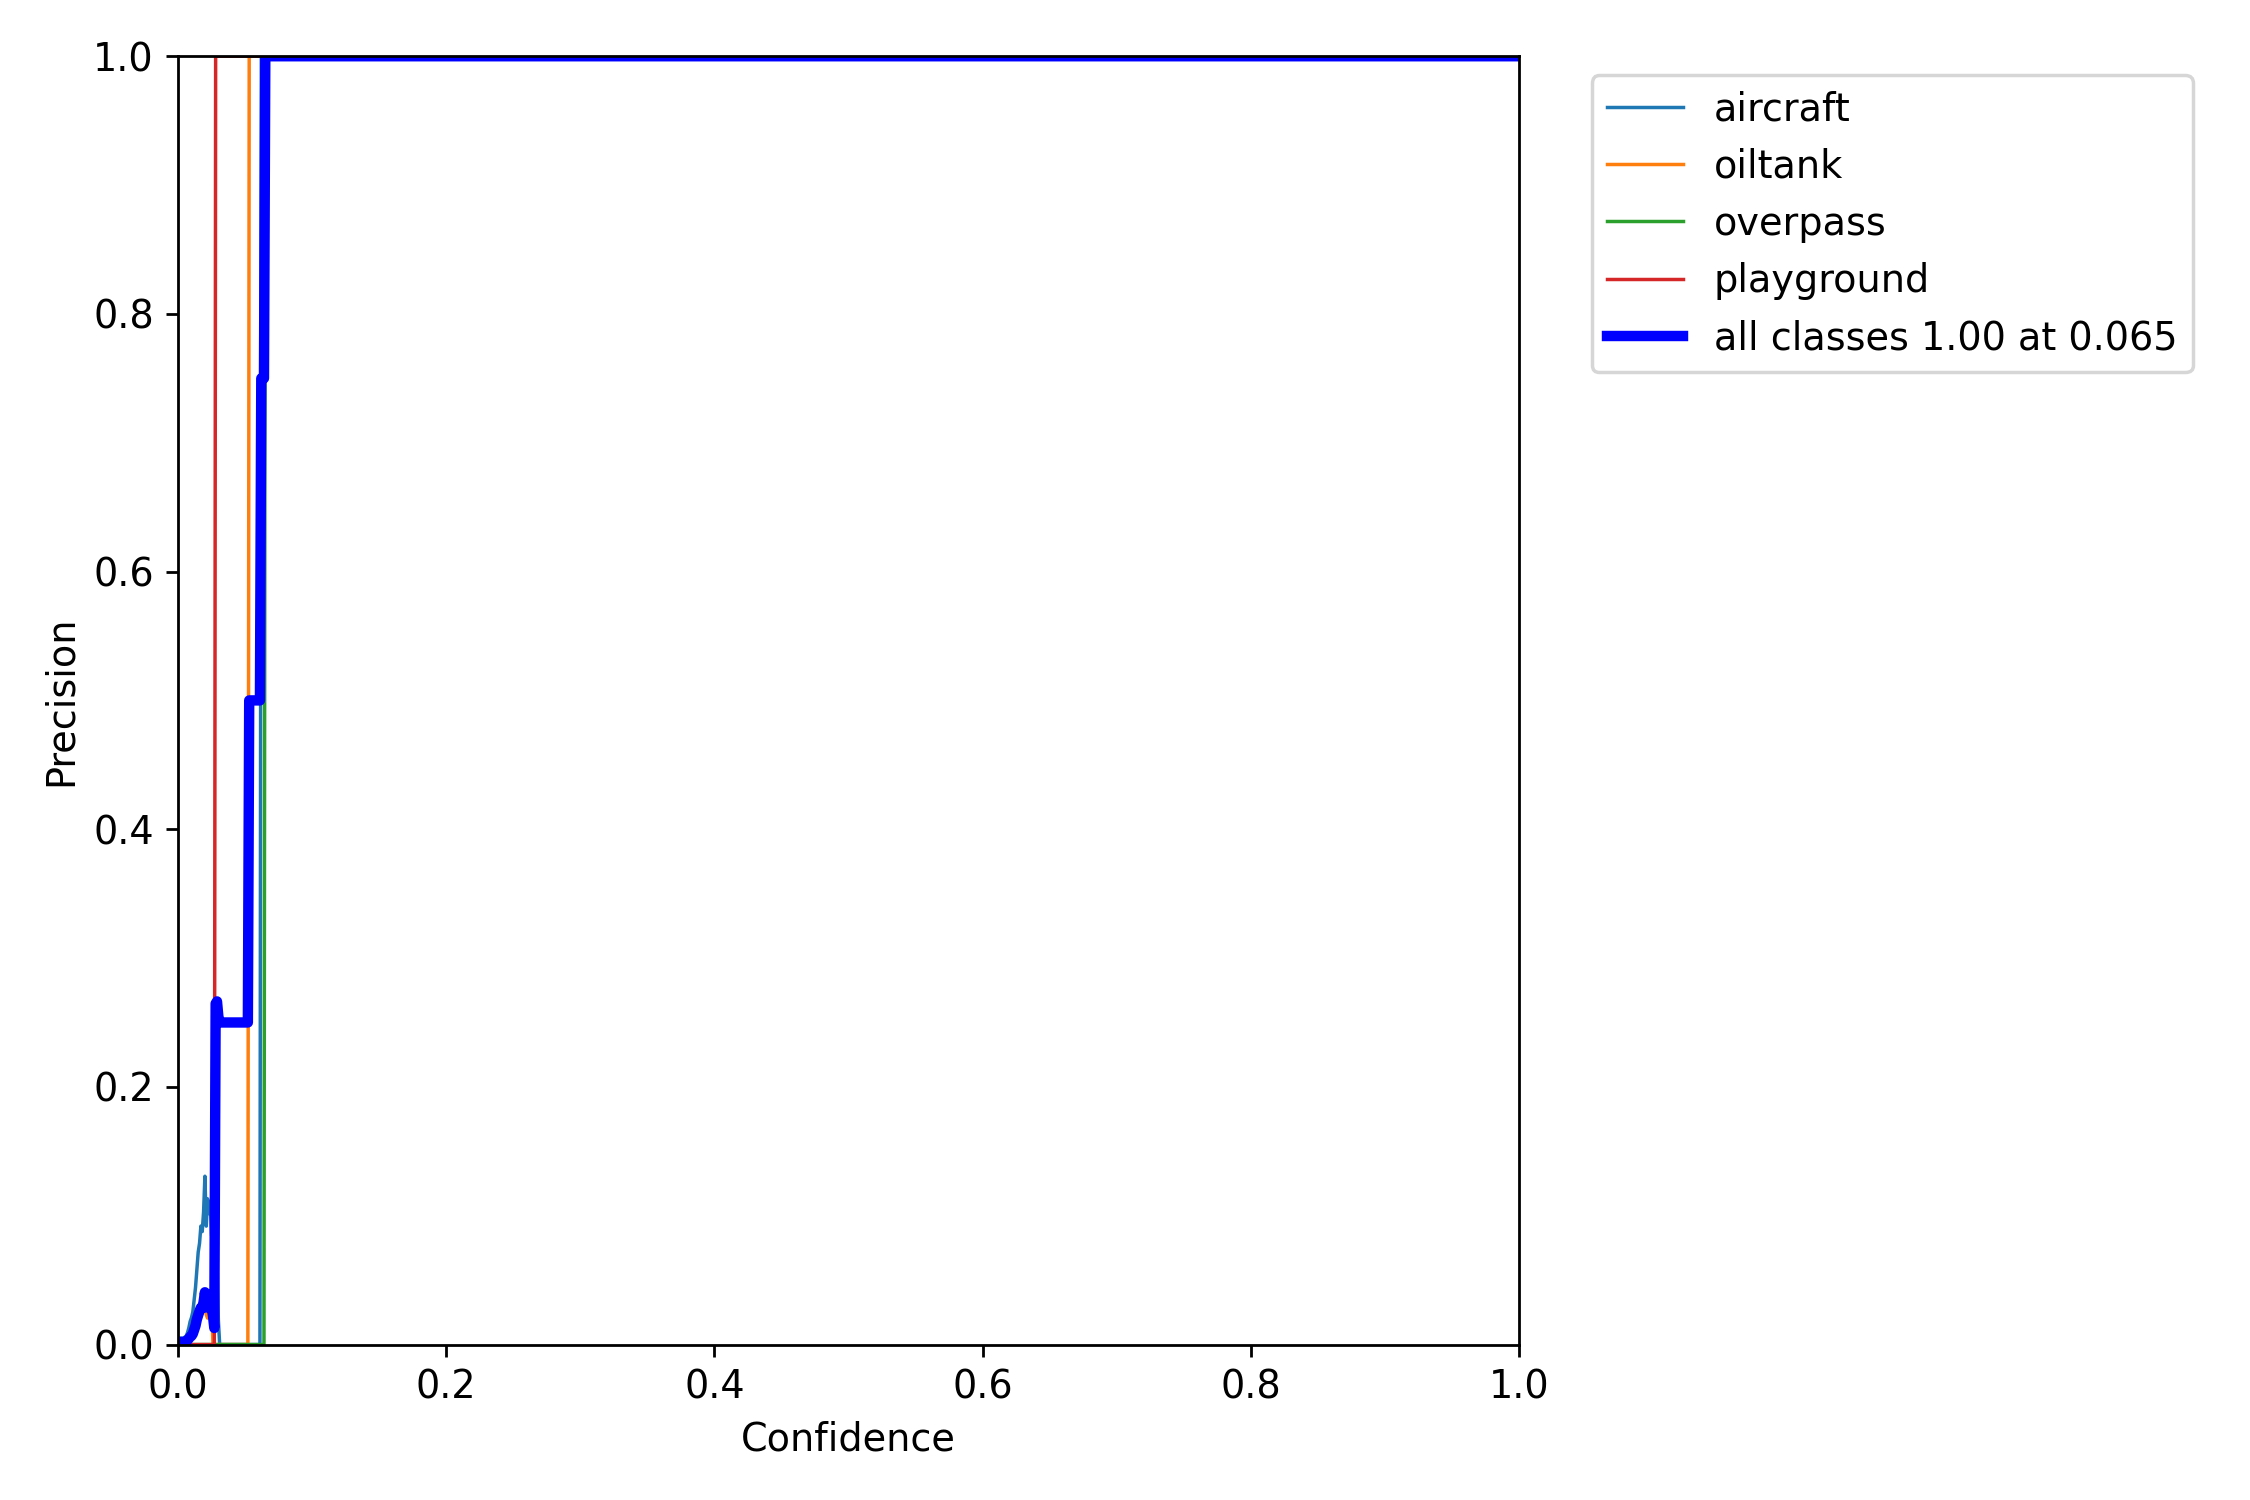 1.0
0.8
0.6
0.4
0.2
0.0
Precision
0.0 0.2 0.4 0.6 0.8 1.0
Confidence
aircraft
oiltank
overpass
playground
all classes 1.00 at 0.065